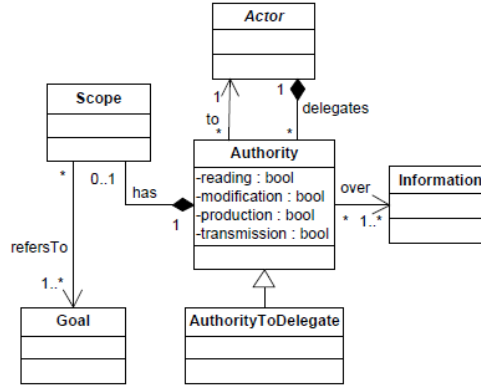 Actor
1
1
to
delegates
*
*
Scope
*
0..1
has
1
Authority
-reading : bool
-modification : bool
-production : bool
-transmission : bool
over
*
1..*
Information
refersTo
1..*
Goal
AuthorityToDelegate